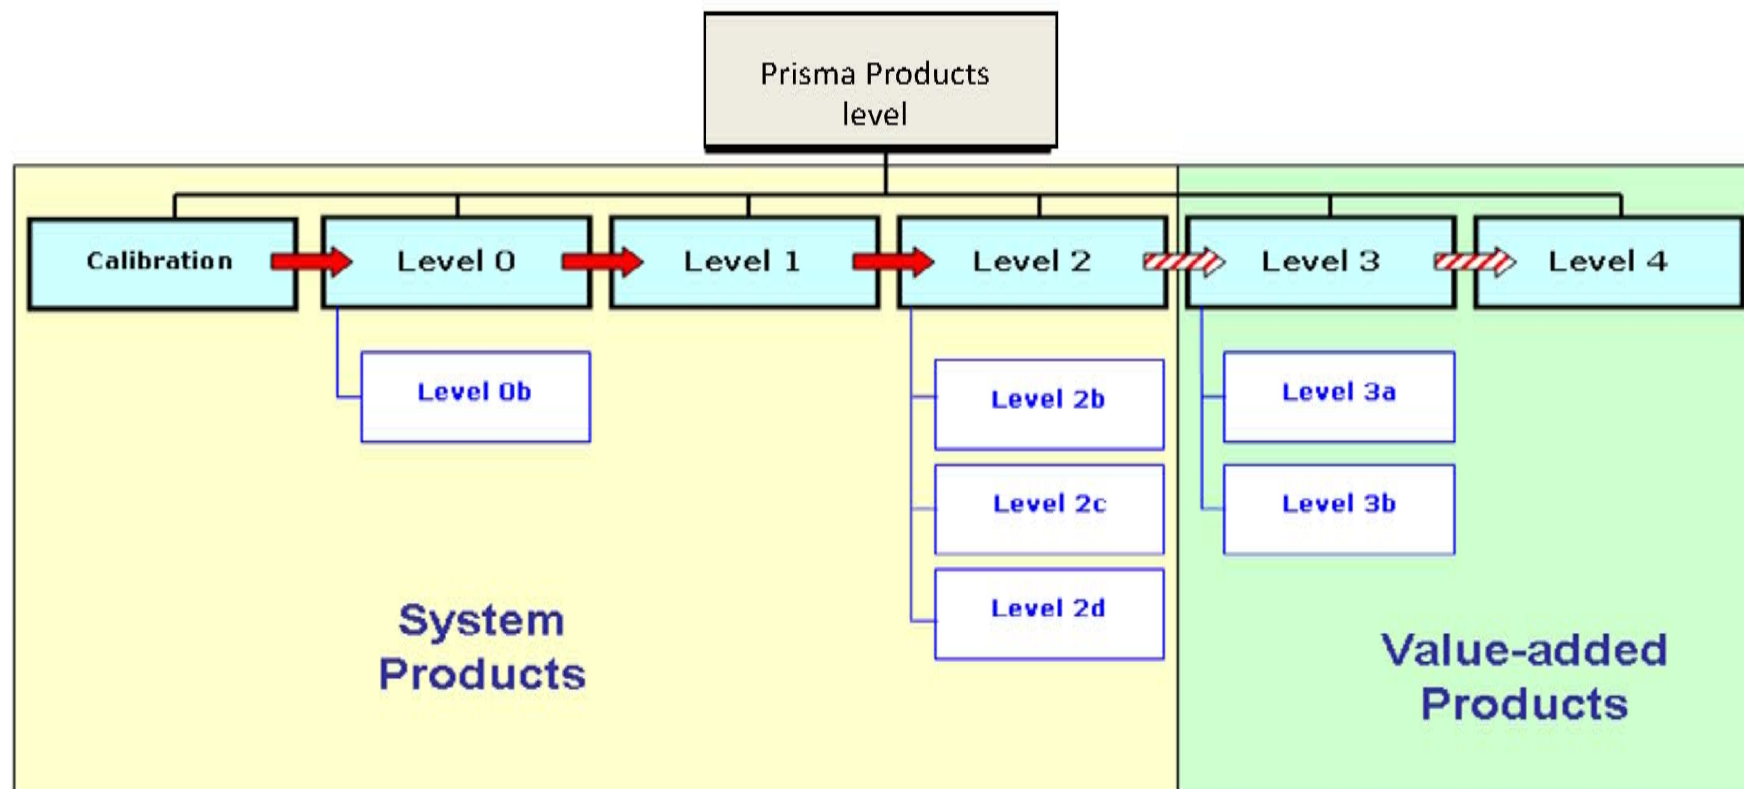 Prisma Products
level
Calibration
Level 0
Level 1
Level 2
Level 3
Level 4
Level 0b
Level 2b
Level 2c
Level 2d
Level 3a
Level 3b
System
Products
Value-added
Products